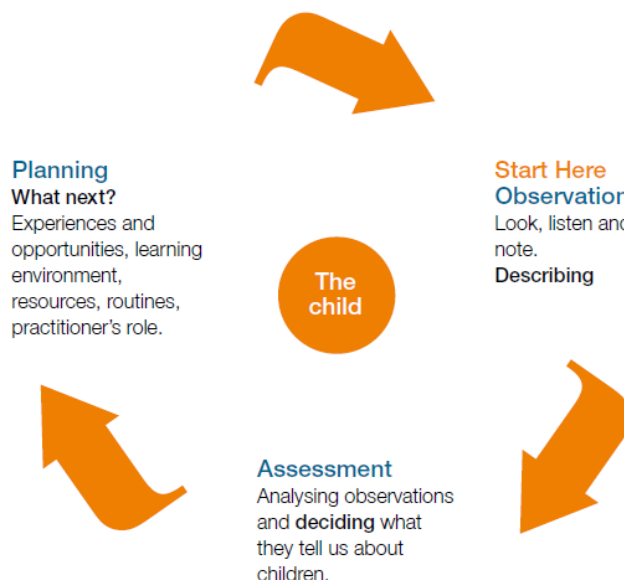 Planning
What next?
Experiences and
opportunities, learning
environment,
resources, routines,
practitioner's role.
Start Here
Observation
Look, listen and
note.
Describing
The
child
Assessment
Analysing observations
and deciding what
they tell us about
children.